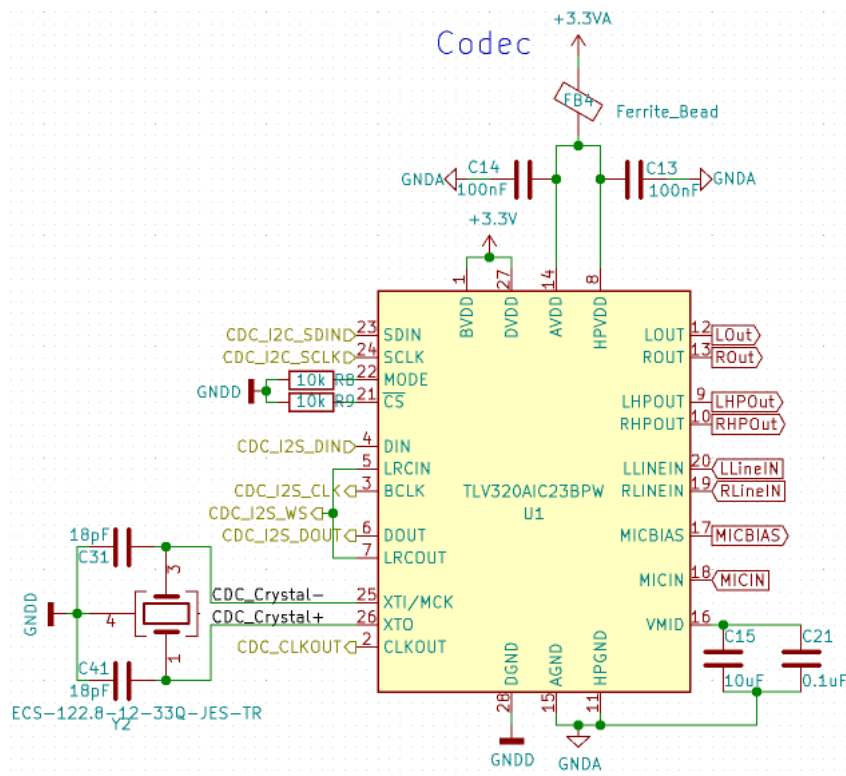 +3.3VA
Codec
FB4
Ferrite_Bead
C14
C13
GNDA
GNDA
100nF
100nF
+3.3V
1
27
14
8
BVDD
DVDD
AVDD
HPVDD
CDC_I2C_SDIN 23 SDIN
LOUT 12 LOut
CDC_I2C_SCLK 24 SCLK
ROUT 13 ROut
GNDD
10k R8 22 MODE
10k R9 21 CS
LHPOUT 9 LHPOut
RHPOUT 10 RHPOut
CDC_I2S_DIN 4 DIN
5 LRCIN
LLINEIN 20 LLineIN
CDC_I2S_CLK 3 BCLK
TLV320AIC23BPW
RLINEIN 19 RLineIN
CDC_I2S_WS
U1
CDC_I2S_DOUT 6 DOUT
MICBIAS 17 MICBIAS
7 LRCOUT
MICIN 18 MICIN
18pF
C31
3
CDC_Crystal- 25 XTI/MCK
GNDD
4
CDC_Crystal+ 26 XTO
VMID 16
CDC_CLKOUT 2 CLKOUT
1
C41
18pF
C15
C21
10uF
0.1uF
DGND
AGND
HPGND
28
15
11
ECS-122.8-12-33Q-JES-TR
Y2
GNDD
GNDA